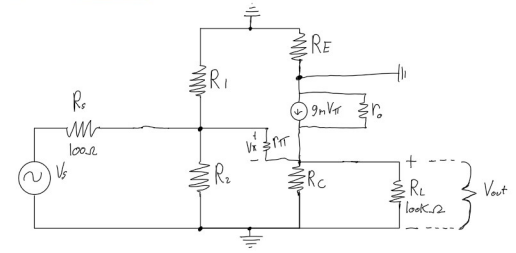 RE
R1
Rs
100Ω
gmVπ
ro
Vπ
+
rπ
-
Vs
R2
RC
+
RL
100KΩ
-
Vout